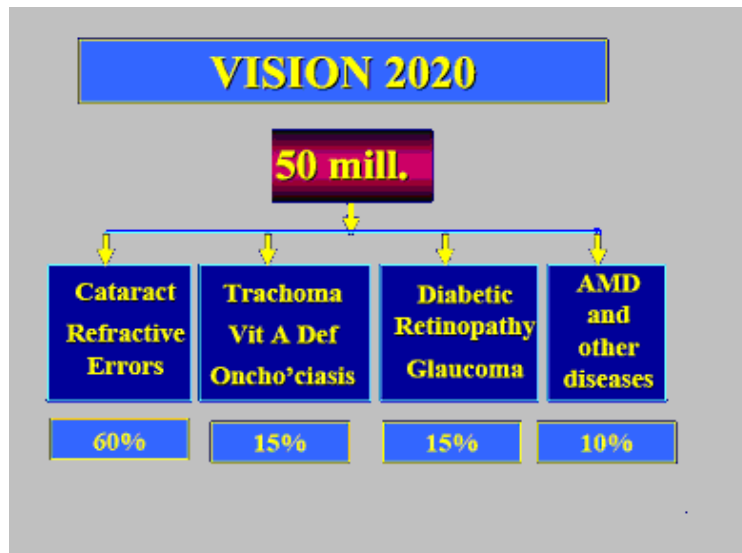 VISION 2020
50 mill.
Cataract
Refractive
Errors
Trachoma
Vit A Def
Oncho'ciasis
Diabetic
Retinopathy
Glaucoma
AMD
and
other
diseases
60%
15%
15%
10%